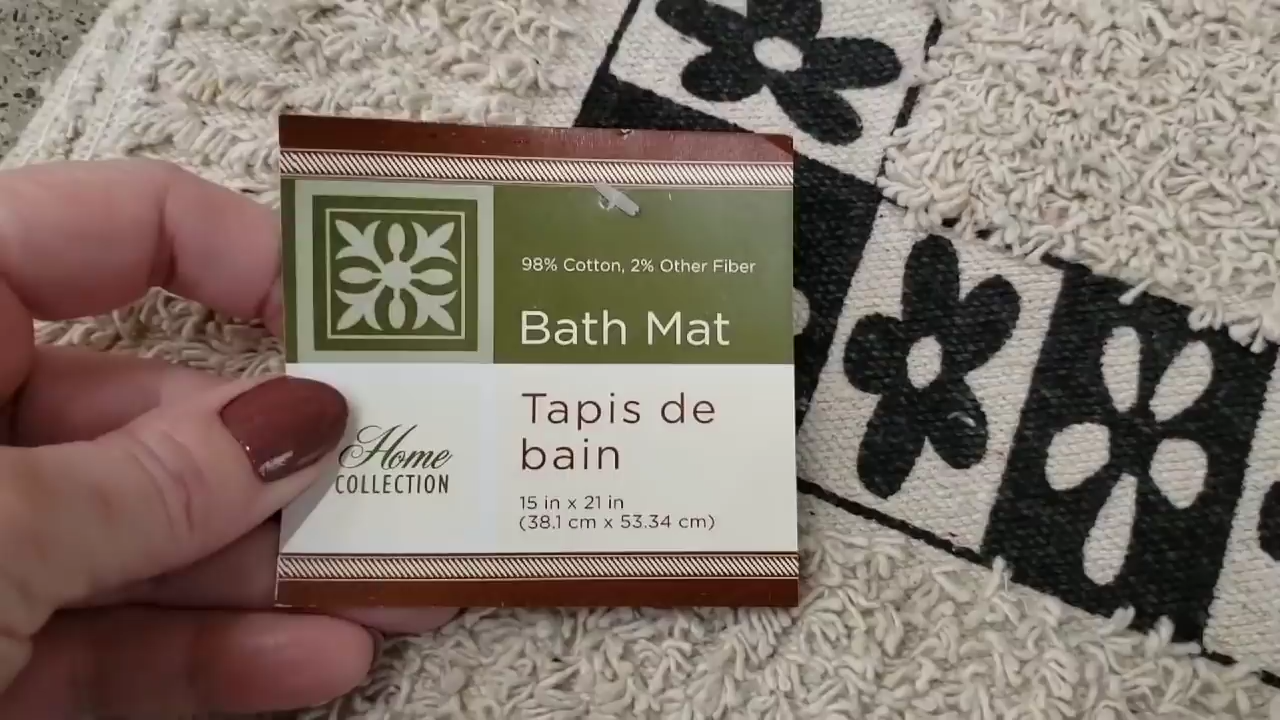 98% Cotton, 2% Other Fiber
Bath Mat
Tapis de
bain
Home
COLLECTION
15 in x 21 in
(38.1 cm x 53.34 cm)